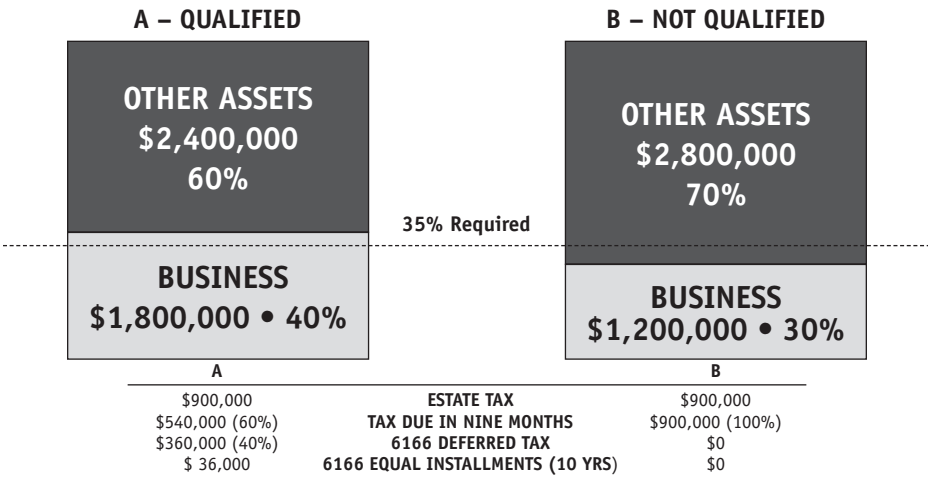 A – QUALIFIED
B – NOT QUALIFIED
OTHER ASSETS
$2,400,000
60%
OTHER ASSETS
$2,800,000
70%
35% Required
BUSINESS
$1,800,000 • 40%
BUSINESS
$1,200,000 • 30%
A B
$900,000 ESTATE TAX $900,000
$540,000 (60%) TAX DUE IN NINE MONTHS $900,000 (100%)
$360,000 (40%) 6166 DEFERRED TAX $0
$ 36,000 6166 EQUAL INSTALLMENTS (10 YRS) $0